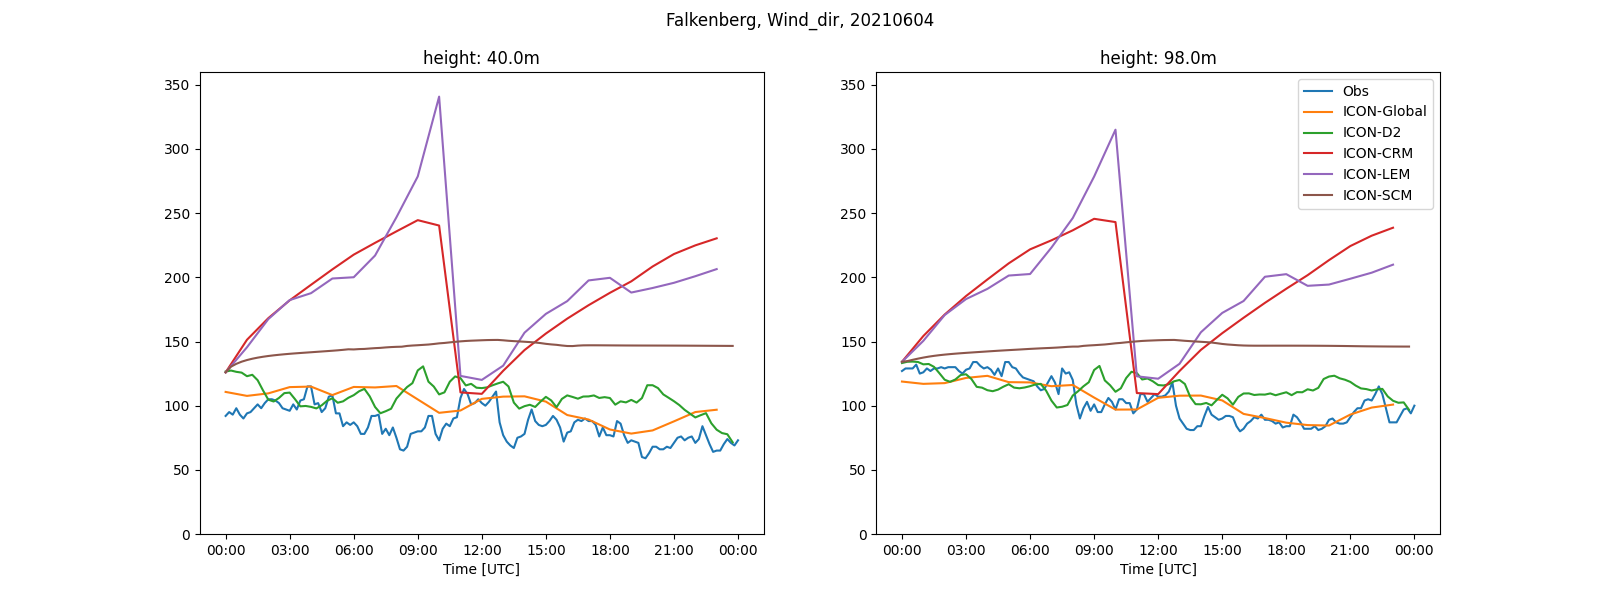 Falkenberg, Wind_dir, 20210604
height: 40.0m
350
300
250
200
150
100
50
0
00:00 03:00 06:00 09:00 12:00 15:00 18:00 21:00 00:00
Time [UTC]
height: 98.0m
350
300
250
200
150
100
50
0
Obs
ICON-Global
ICON-D2
ICON-CRM
ICON-LEM
ICON-SCM
00:00 03:00 06:00 09:00 12:00 15:00 18:00 21:00 00:00
Time [UTC]